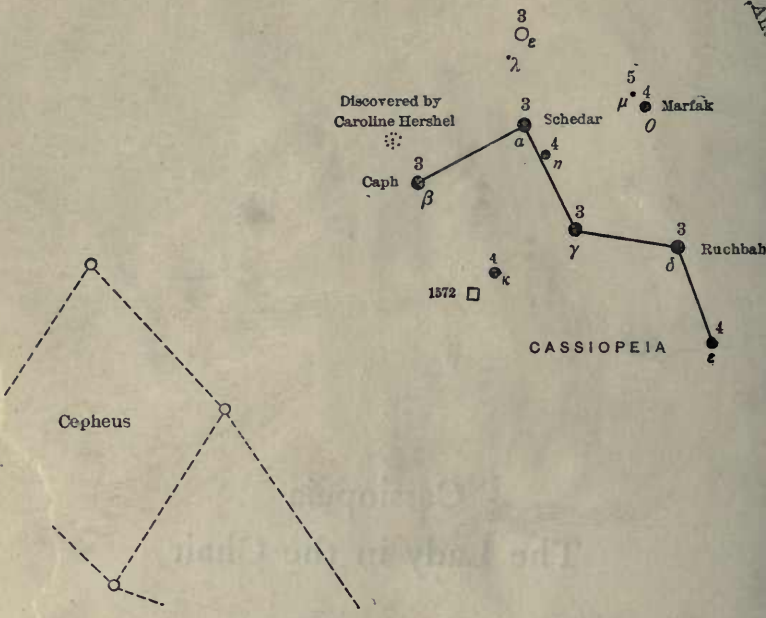 3
ε
λ
5
4
μ
Marfak
O
Discovered by
Caroline Hershel
3
Schedar
α
4
η
3
Caph
β
3
γ
3
Ruchbah
δ
4
κ
1572
4
ε
CASSIOPEIA
Cepheus
Cassiopeia
The Lady in the Chair